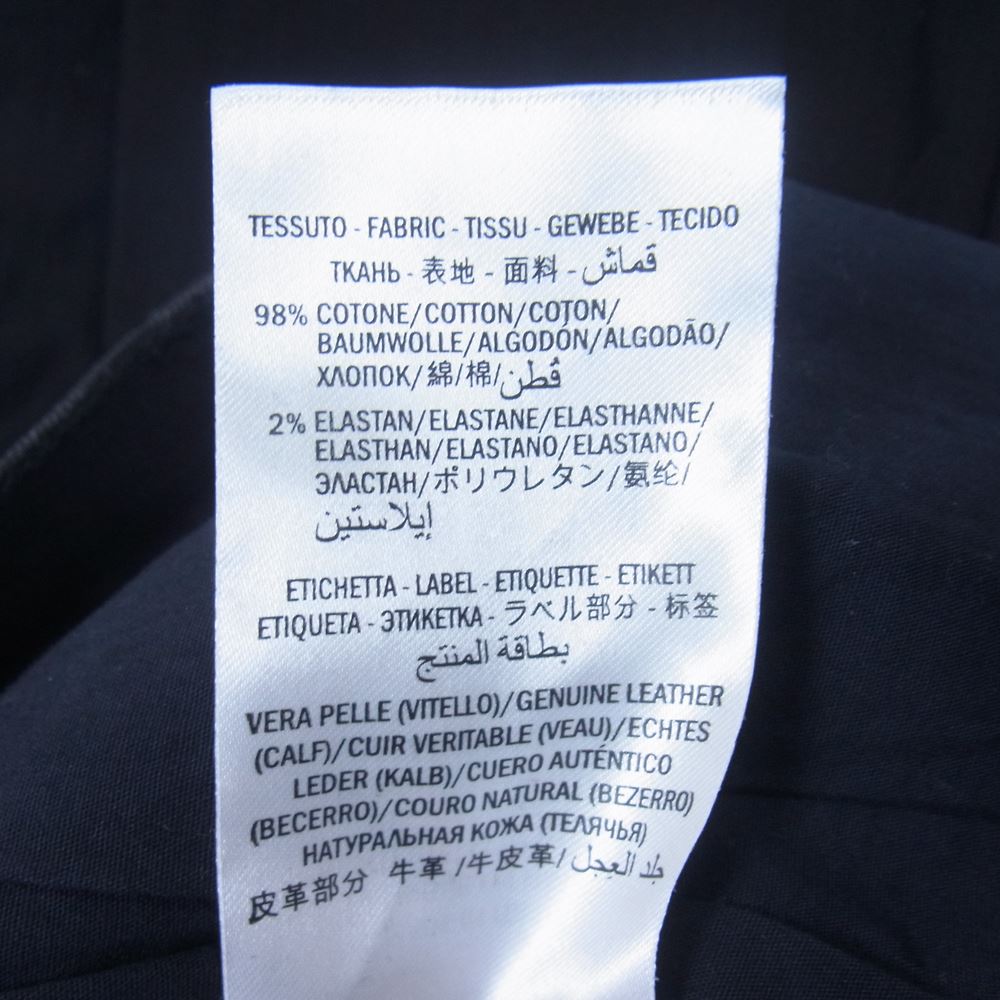 TESSUTO - FABRIC - TISSU - GEWEBE - TECIDO
ТКАНЬ - 表地 - 面料 - قماش
98% COTONE/COTTON/COTON/
BAUMWOLLE/ALGODÓN/ALGODÃO/
ХЛОПОК/綿/棉/قطن
2% ELASTAN/ELASTANE/ELASTHANNE/
ELASTHAN/ELASTANO/ELASTANO/
ЭЛАСТАН/ポリウレタン/氨纶/
إيلاستين
ETICHETTA - LABEL - ETIQUETTE - ETIKETT
ETIQUETA - ЭТИКЕТКА - ラベル部分 - 标签
بطاقة المنتج
VERA PELLE (VITELLO)/GENUINE LEATHER
(CALF)/CUIR VERITABLE (VEAU)/ECHTES
LEDER (KALB)/CUERO AUTÉNTICO
(BECERRO)/COURO NATURAL (BEZERRO)
НАТУРАЛЬНАЯ КОЖА (ТЕЛЯЧЬЯ)
皮革部分 牛革 /牛皮革/ جلد العجل